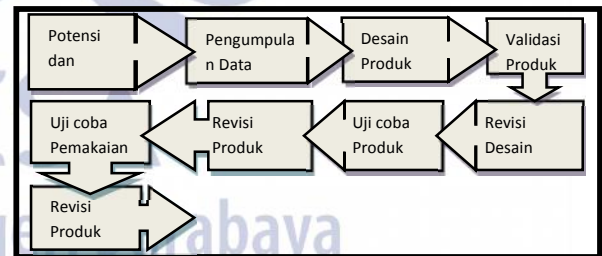 Potensi
dan
Pengumpula
n Data
Desain
Produk
Validasi
Produk
Uji coba
Pemakaian
Revisi
Produk
Uji coba
Produk
Revisi
Desain
Revisi
Produk